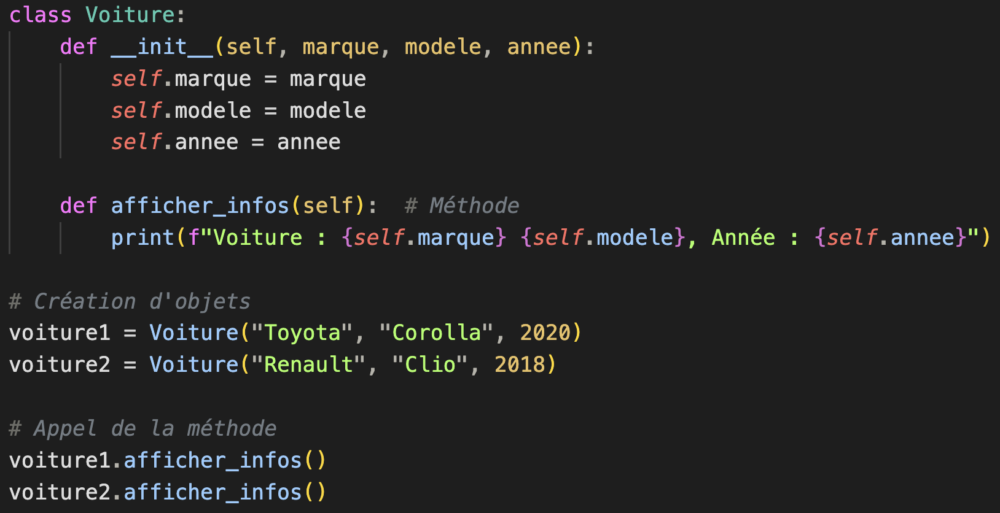 class Voiture:
    def __init__(self, marque, modele, annee):
        self.marque = marque
        self.modele = modele
        self.annee = annee

    def afficher_infos(self):  # Méthode
        print(f"Voiture : {self.marque} {self.modele}, Année : {self.annee}")

# Création d'objets
voiture1 = Voiture("Toyota", "Corolla", 2020)
voiture2 = Voiture("Renault", "Clio", 2018)

# Appel de la méthode
voiture1.afficher_infos()
voiture2.afficher_infos()